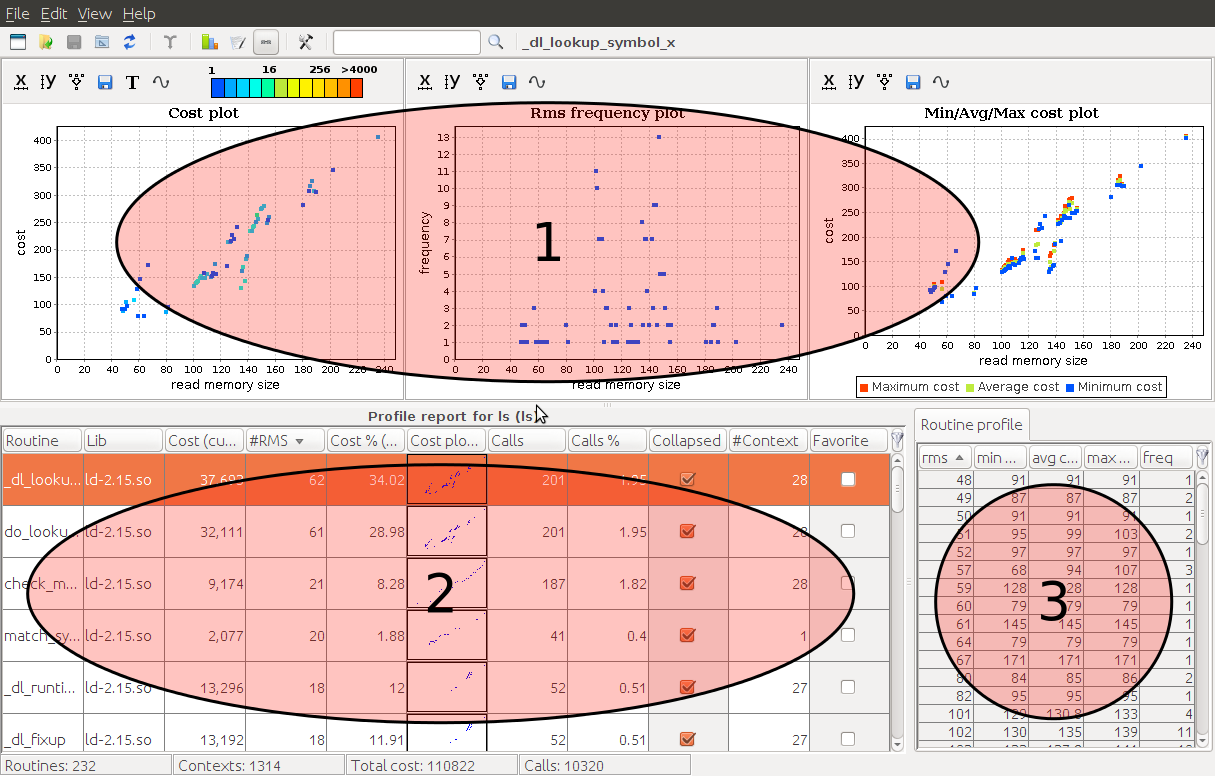 File Edit View Help
_dl_lookup_symbol_x
X Y T 1 16 256 >4000 X Y X Y
Cost plot Rms frequency plot Min/Avg/Max cost plot
cost
400
350
300
250
200
150
100
50
0
0 20 40 60 80 100 120 140 160 180 200 220 240
read memory size
frequency
13
12
11
10
9
8
7
6
5
4
3
2
1
0
0 20 40 60 80 100 120 140 160 180 200 220 240
read memory size
1
cost
400
350
300
250
200
150
100
50
0
0 20 40 60 80 100 120 140 160 180 200 220 240
read memory size
Maximum cost Average cost Minimum cost
Profile report for ls (ls)
Routine Lib Cost (cu... #RMS Cost % (... Cost plo... Calls Calls % Collapsed #Context Favorite
_dl_looku... ld-2.15.so 37,693 62 34.02 201 1.95 28
do_looku... ld-2.15.so 32,111 61 28.98 201 1.95 28
check_m... ld-2.15.so 9,174 21 8.28 187 1.82 28
2
match_sy... ld-2.15.so 2,077 20 1.88 41 0.4 1
_dl_runti... ld-2.15.so 13,296 18 12 52 0.51 27
_dl_fixup ld-2.15.so 13,192 18 11.91 52 0.51 27
Routine profile
rms min ... avg c... max ... freq
48 91 91 91 1
49 87 87 87 2
50 91 91 91 1
51 95 99 103 2
52 97 97 97 1
57 68 94 107 3
59 128 128 128 1
60 79 79 79 1
3
61 145 145 145 1
64 79 79 79 1
67 171 171 171 1
80 84 85 86 2
82 95 95 95 1
101 129 130.8 133 4
102 130 135 139 11
Routines: 232 Contexts: 1314 Total cost: 110822 Calls: 10320